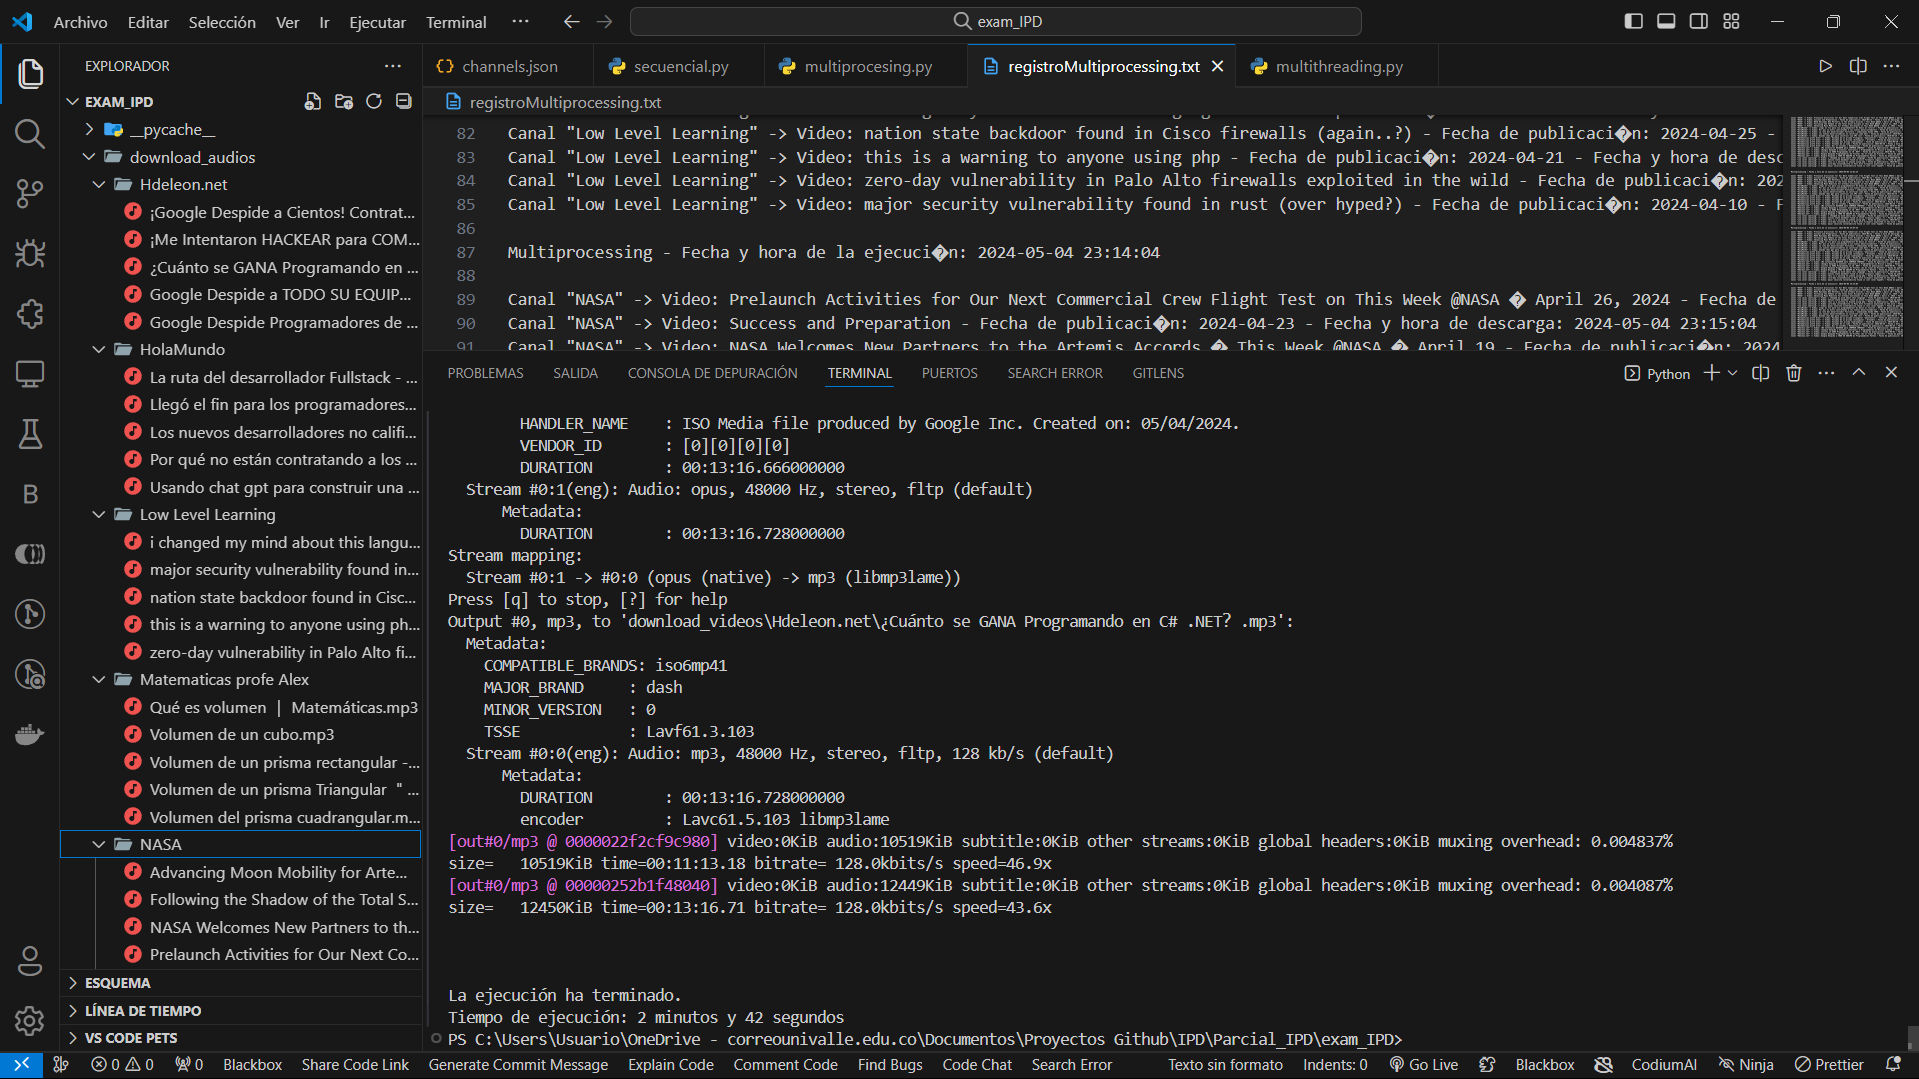 Archivo Editar Selección Ver Ir Ejecutar Terminal ··· exam_IPD
EXPLORADOR ···
EXAM_IPD
__pycache__
download_audios
Hdeleon.net
¡Google Despide a Cientos! Contrat...
¡Me Intentaron HACKEAR para COM...
¿Cuánto se GANA Programando en ...
Google Despide a TODO SU EQUIP...
Google Despide Programadores de ...
HolaMundo
La ruta del desarrollador Fullstack - ...
Llegó el fin para los programadores...
Los nuevos desarrolladores no califi...
Por qué no están contratando a los ...
Usando chat gpt para construir una ...
Low Level Learning
i changed my mind about this langu...
major security vulnerability found in...
nation state backdoor found in Cisc...
this is a warning to anyone using ph...
zero-day vulnerability in Palo Alto fi...
Matematicas profe Alex
Qué es volumen | Matemáticas.mp3
Volumen de un cubo.mp3
Volumen de un prisma rectangular -...
Volumen de un prisma Triangular " ...
Volumen del prisma cuadrangular.m...
NASA
Advancing Moon Mobility for Arte...
Following the Shadow of the Total S...
NASA Welcomes New Partners to th...
Prelaunch Activities for Our Next Co...
ESQUEMA
LÍNEA DE TIEMPO
VS CODE PETS
channels.json secuencial.py multiprocesing.py registroMultiprocessing.txt multithreading.py
registroMultiprocessing.txt
82 Canal "Low Level Learning" -> Video: nation state backdoor found in Cisco firewalls (again..?) - Fecha de publicaci�n: 2024-04-25 -
83 Canal "Low Level Learning" -> Video: this is a warning to anyone using php - Fecha de publicaci�n: 2024-04-21 - Fecha y hora de desc
84 Canal "Low Level Learning" -> Video: zero-day vulnerability in Palo Alto firewalls exploited in the wild - Fecha de publicaci�n: 202
85 Canal "Low Level Learning" -> Video: major security vulnerability found in rust (over hyped?) - Fecha de publicaci�n: 2024-04-10 - F
86
87 Multiprocessing - Fecha y hora de la ejecuci�n: 2024-05-04 23:14:04
88
89 Canal "NASA" -> Video: Prelaunch Activities for Our Next Commercial Crew Flight Test on This Week @NASA � April 26, 2024 - Fecha de
90 Canal "NASA" -> Video: Success and Preparation - Fecha de publicaci�n: 2024-04-23 - Fecha y hora de descarga: 2024-05-04 23:15:04
91 Canal "NASA" -> Video: NASA Welcomes New Partners to the Artemis Accords � This Week @NASA � April 19 - Fecha de publicaci�n: 2024
PROBLEMAS SALIDA CONSOLA DE DEPURACIÓN TERMINAL PUERTOS SEARCH ERROR GITLENS Python
HANDLER_NAME : ISO Media file produced by Google Inc. Created on: 05/04/2024.
VENDOR_ID : [0][0][0][0]
DURATION : 00:13:16.666000000
Stream #0:1(eng): Audio: opus, 48000 Hz, stereo, fltp (default)
Metadata:
DURATION : 00:13:16.728000000
Stream mapping:
Stream #0:1 -> #0:0 (opus (native) -> mp3 (libmp3lame))
Press [q] to stop, [?] for help
Output #0, mp3, to 'download_videos\Hdeleon.net\¿Cuánto se GANA Programando en C# .NET? .mp3':
Metadata:
COMPATIBLE_BRANDS: iso6mp41
MAJOR_BRAND : dash
MINOR_VERSION : 0
TSSE : Lavf61.3.103
Stream #0:0(eng): Audio: mp3, 48000 Hz, stereo, fltp, 128 kb/s (default)
Metadata:
DURATION : 00:13:16.728000000
encoder : Lavc61.5.103 libmp3lame
[out#0/mp3 @ 0000022f2cf9c980] video:0KiB audio:10519KiB subtitle:0KiB other streams:0KiB global headers:0KiB muxing overhead: 0.004837%
size= 10519KiB time=00:11:13.18 bitrate= 128.0kbits/s speed=46.9x
[out#0/mp3 @ 00000252b1f48040] video:0KiB audio:12449KiB subtitle:0KiB other streams:0KiB global headers:0KiB muxing overhead: 0.004087%
size= 12450KiB time=00:13:16.71 bitrate= 128.0kbits/s speed=43.6x
La ejecución ha terminado.
Tiempo de ejecución: 2 minutos y 42 segundos
PS C:\Users\Usuario\OneDrive - correounivalle.edu.co\Documentos\Proyectos Github\IPD\Parcial_IPD\exam_IPD>
0 0 0 Blackbox Share Code Link Generate Commit Message Explain Code Comment Code Find Bugs Code Chat Search Error Texto sin formato Indents: 0 Go Live Blackbox CodiumAI Ninja Prettier